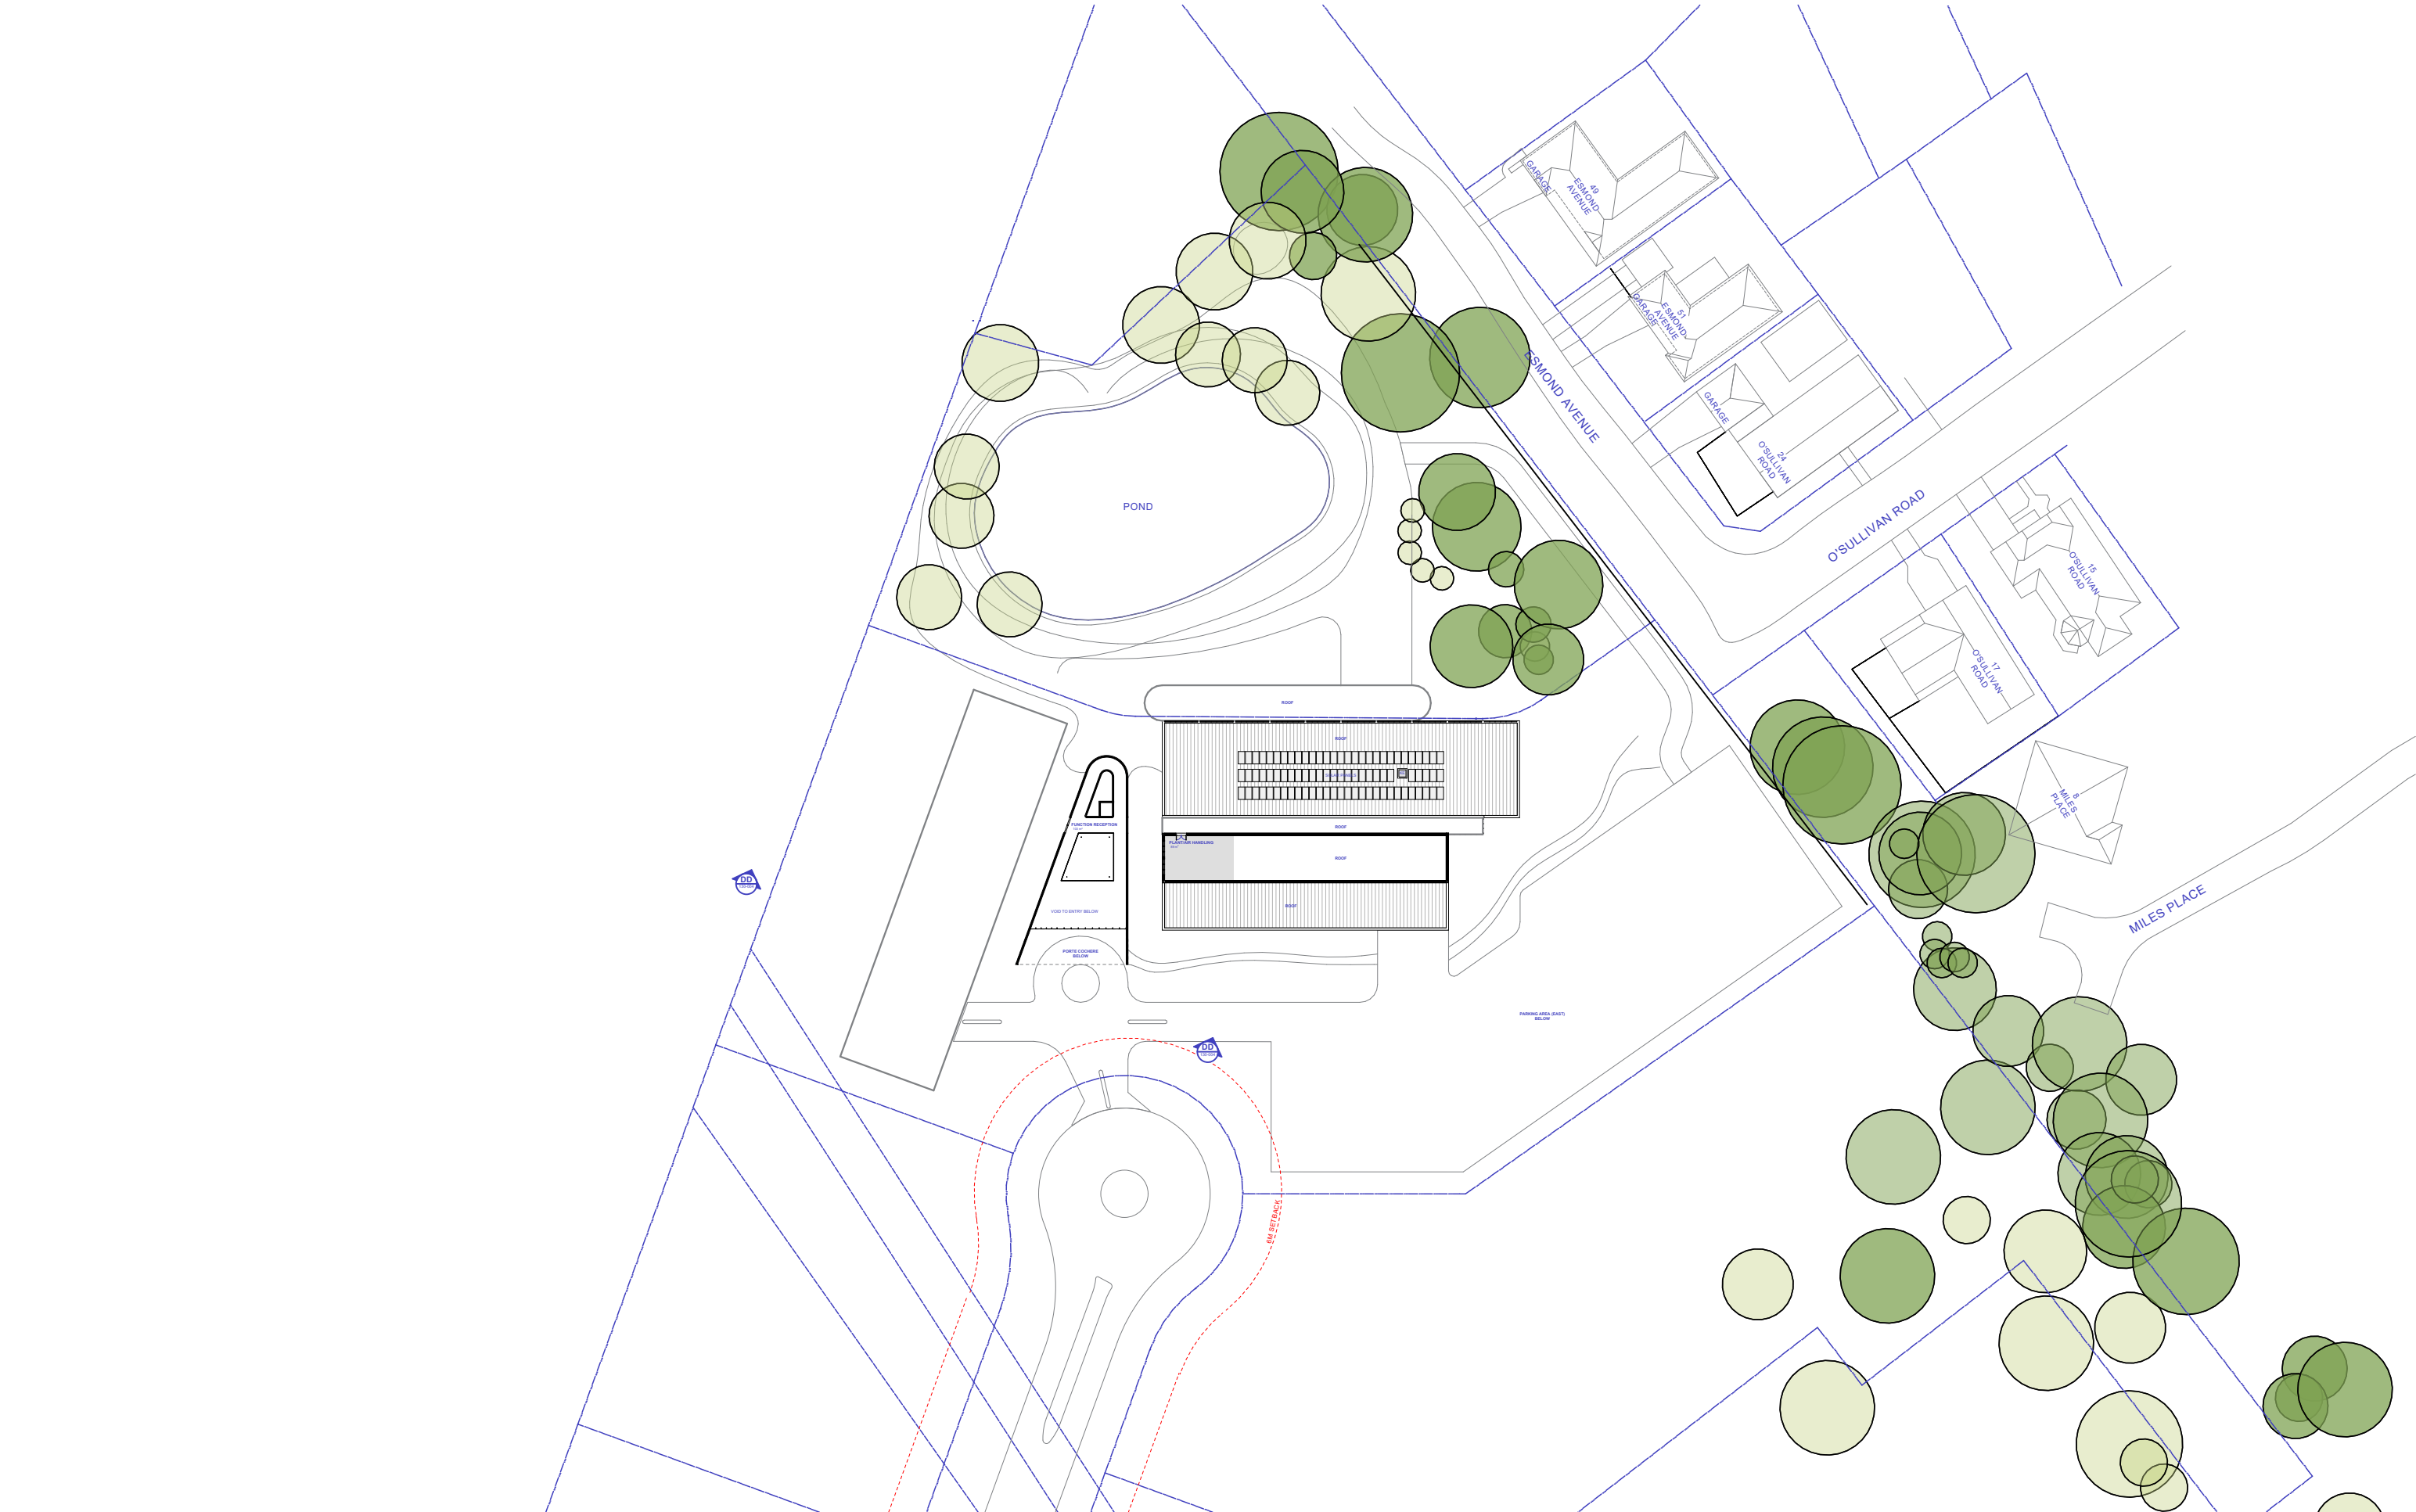 GARAGE
49
ESMOND
AVENUE
GARAGE
51
ESMOND
AVENUE
ESMOND AVENUE
GARAGE
24
O'SULLIVAN
ROAD
POND
O'SULLIVAN ROAD
15
O'SULLIVAN
ROAD
17
O'SULLIVAN
ROAD
ROOF
ROOF
SOLAR PANELS
8
MILES
PLACE
FUNCTION RECEPTION
ROOF
PLANT/AIR HANDLING
ROOF
DD
MILES PLACE
ROOF
VOID TO ENTRY BELOW
PORTE COCHERE
BELOW
PARKING AREA (EAST)
BELOW
DD
6M SETBACK